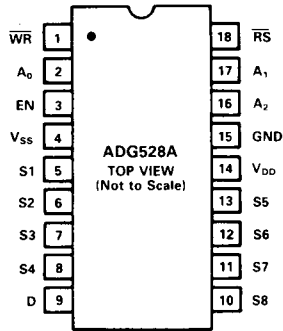 W̅R̅ 1
A₀ 2
EN 3
VSS 4
S1 5
S2 6
S3 7
S4 8
D 9
ADG528A
TOP VIEW
(Not to Scale)
18 R̅S̅
17 A₁
16 A₂
15 GND
14 VDD
13 S5
12 S6
11 S7
10 S8